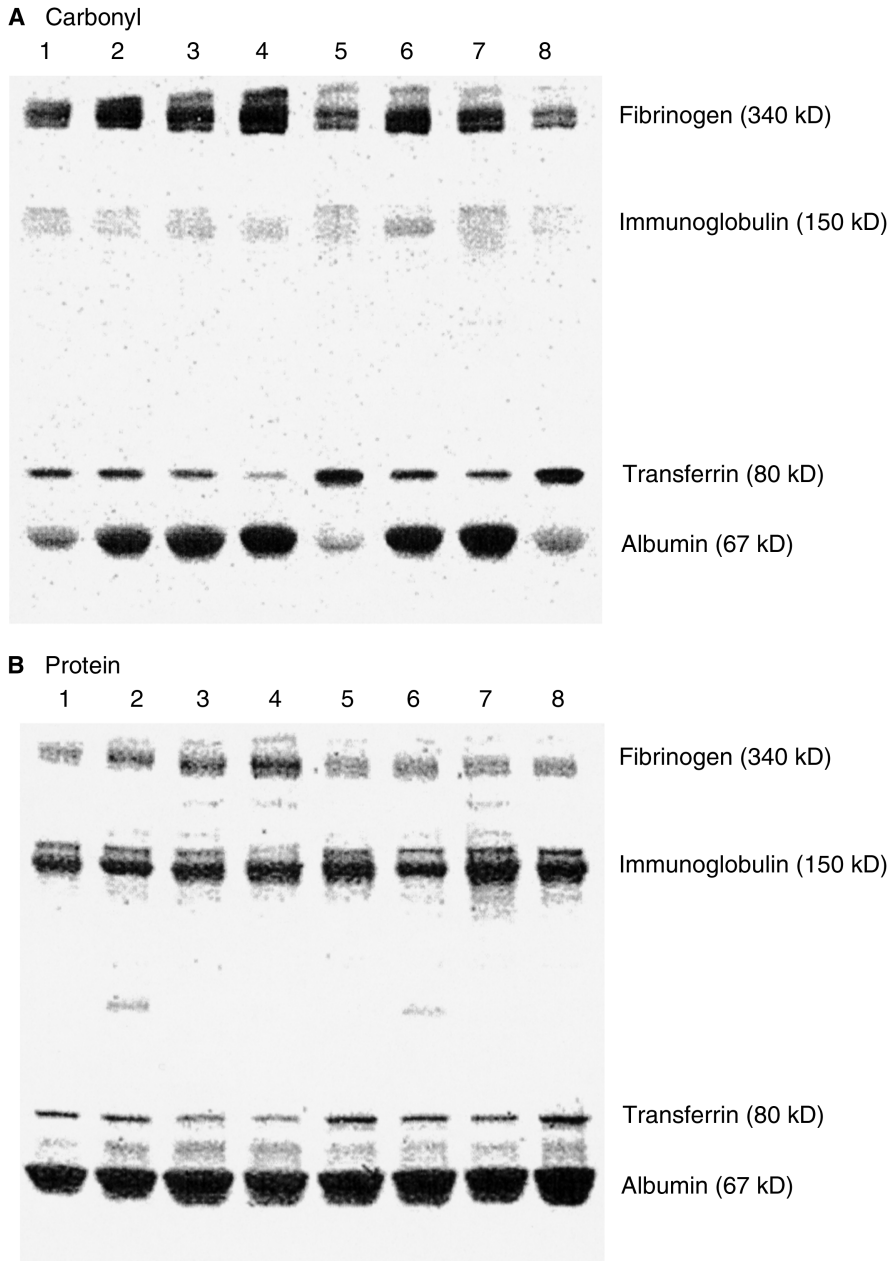 A Carbonyl
1 2 3 4 5 6 7 8
Fibrinogen (340 kD)
Immunoglobulin (150 kD)
Transferrin (80 kD)
Albumin (67 kD)
B Protein
1 2 3 4 5 6 7 8
Fibrinogen (340 kD)
Immunoglobulin (150 kD)
Transferrin (80 kD)
Albumin (67 kD)